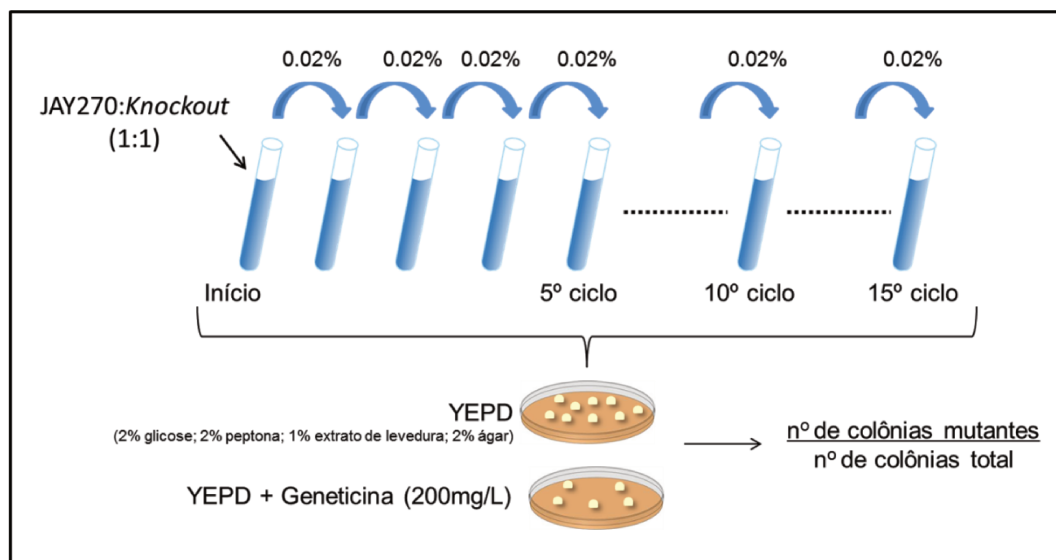 0.02% 0.02% 0.02% 0.02% 0.02% 0.02%
JAY270:Knockout
(1:1)
Início 5º ciclo 10º ciclo 15º ciclo
YEPD
(2% glicose; 2% peptona; 1% extrato de levedura; 2% ágar)
nº de colônias mutantes
nº de colônias total
YEPD + Geneticina (200mg/L)